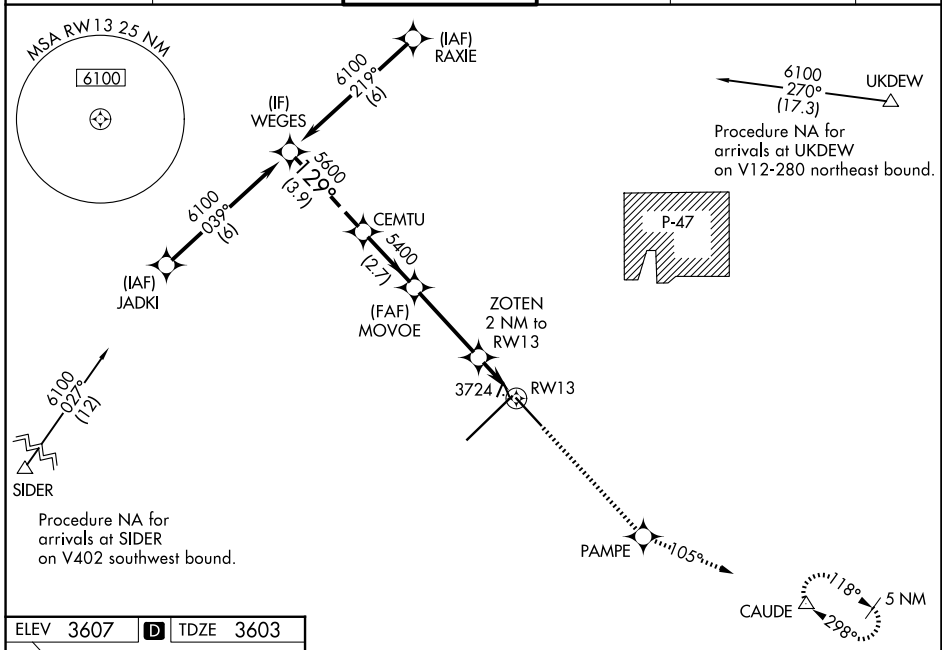 MSA RW 13 25 NM
6100
(IAF)
RAXIE
6100
219°
(6)
(IF)
WEGES
6100
270°
(17.3)
UKDEW
Procedure NA for
arrivals at UKDEW
on V12-280 northeast bound.
5600
129°
(3.9)
6100
039°
(6)
(IAF)
JADKI
CEMTU
5400
(2.7)
(FAF)
MOVOE
P-47
ZOTEN
2 NM to
RW13
3724
RW13
6100
027°
(12)
SIDER
Procedure NA for
arrivals at SIDER
on V402 southwest bound.
PAMPE
105°
CAUDE
118°
5 NM
298°
ELEV 3607 D TDZE 3603